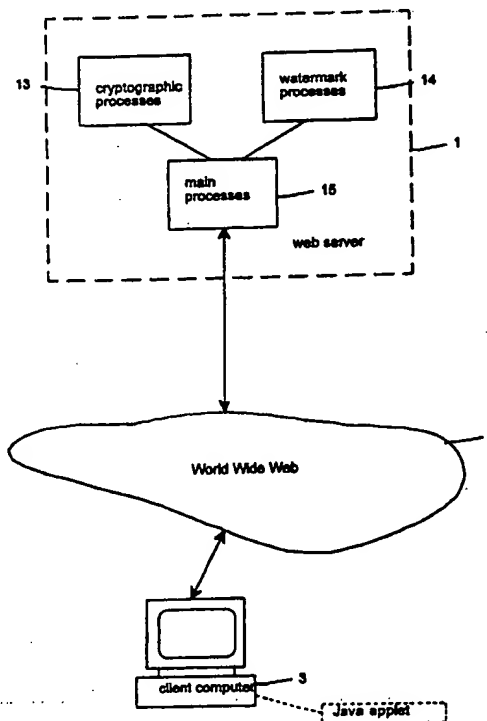 13
cryptographic
processes
watermark
processes
14
1
main
processes
15
web server
World Wide Web
client computer
3
Java applet